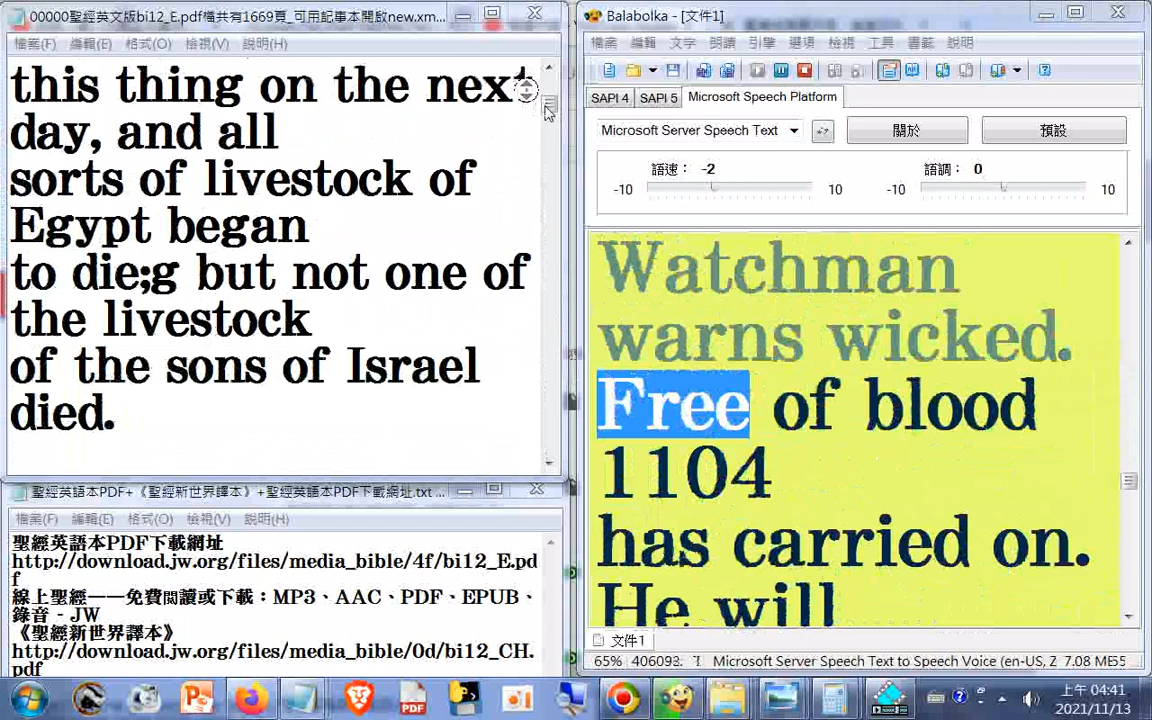 00000聖經英文版bi12_E.pdf檔共有1669頁_可用記事本開啟new.xm...
檔案(F) 編輯(E) 格式(O) 檢視(V) 說明(H)
this thing on the next
day, and all
sorts of livestock of
Egypt began
to die;g but not one of
the livestock
of the sons of Israel
died.
聖經英語本PDF+《聖經新世界譯本》+聖經英語本PDF下載網址.txt ...
檔案(F) 編輯(E) 格式(O) 檢視(V) 說明(H)
聖經英語本PDF下載網址
http://download.jw.org/files/media_bible/4f/bi12_E.pd
f
線上聖經——免費閱讀或下載：MP3、AAC、PDF、EPUB、
錄音 - JW
《聖經新世界譯本》
http://download.jw.org/files/media_bible/0d/bi12_CH.
pdf
Balabolka - [文件1]
檔案 編輯 文字 朗讀 引擎 選項 檢視 工具 書籤 說明
SAPI 4 SAPI 5 Microsoft Speech Platform
Microsoft Server Speech Text 關於 預設
語速： -2 語調： 0
-10 10 -10 10
Watchman
warns wicked.
Free of blood
1104
has carried on.
He will
文件1
65% 406093. Microsoft Server Speech Text to Speech Voice (en-US, Z 7.08 MB
上午 04:41
2021/11/13